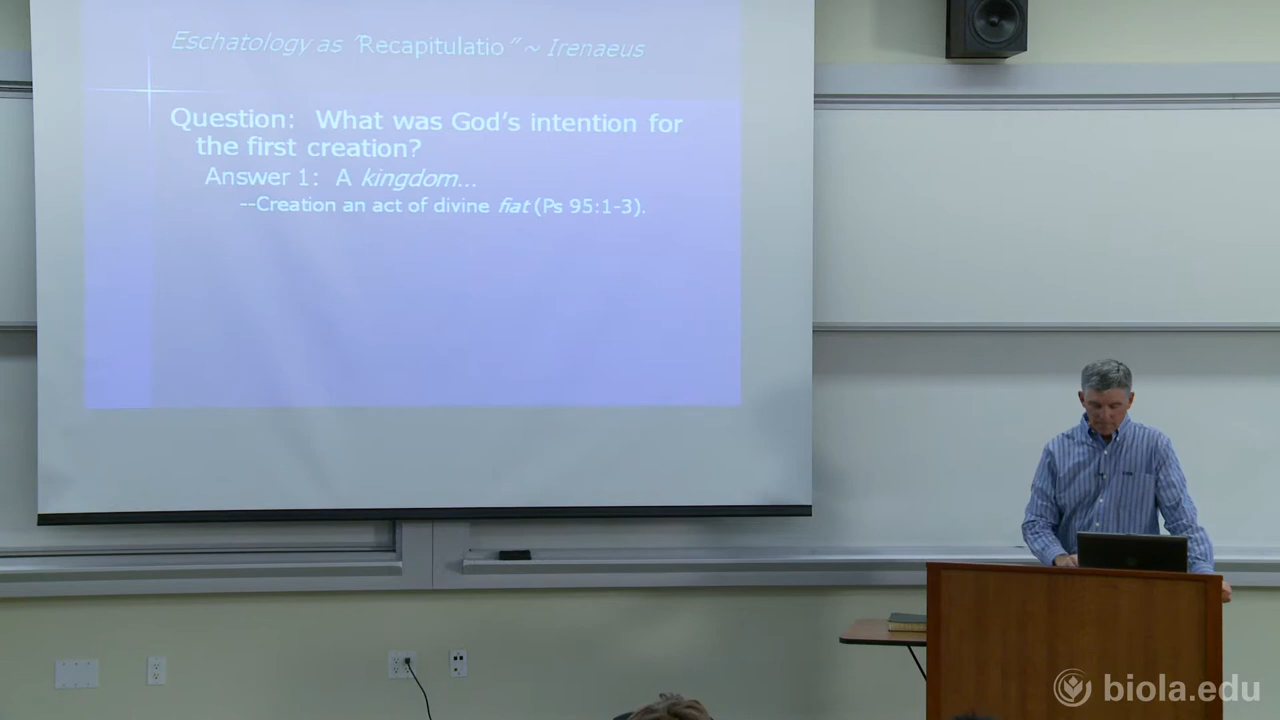 Eschatology as "Recapitulatio" ~ Irenaeus
Question: What was God's intention for
the first creation?
Answer 1: A kingdom...
--Creation an act of divine fiat (Ps 95:1-3).
biola.edu